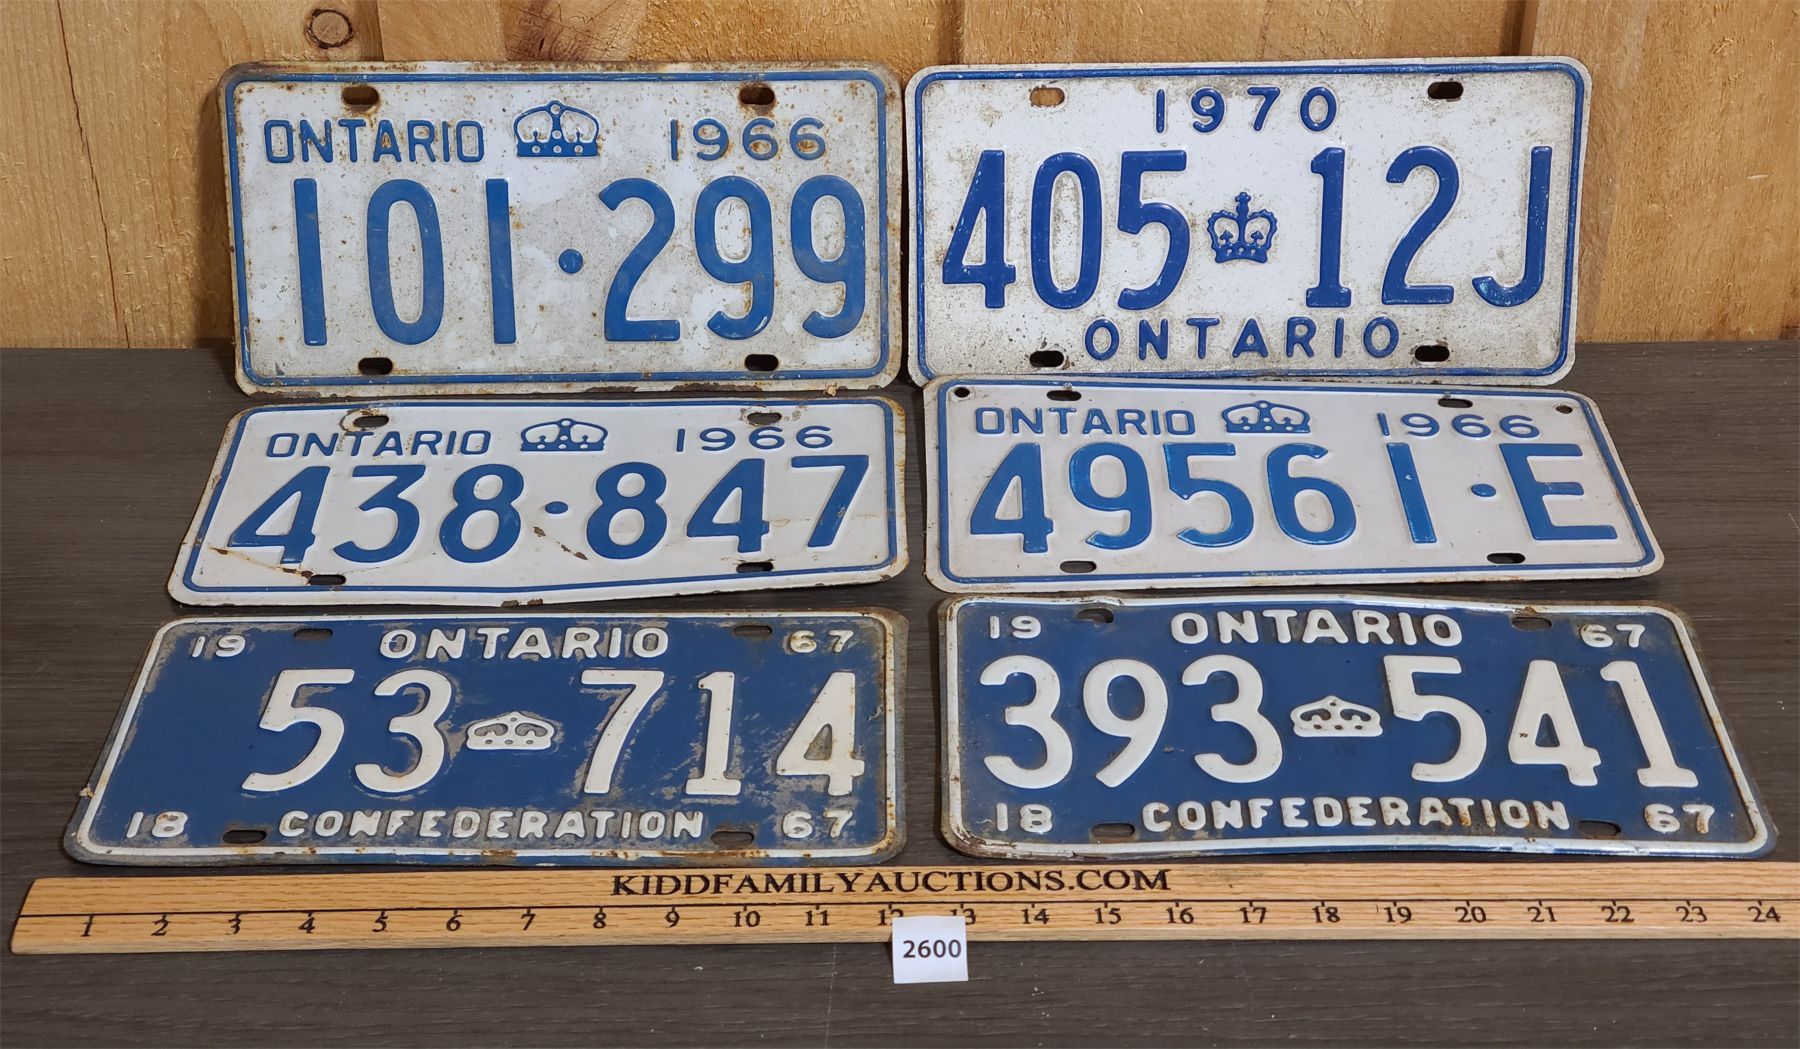 ONTARIO 1966
101·299
1970
405 12J
ONTARIO
ONTARIO 1966
438·847
ONTARIO 1966
49561·E
19 ONTARIO 67
53 714
18 CONFEDERATION 67
19 ONTARIO 67
393 541
18 CONFEDERATION 67
KIDDFAMILYAUCTIONS.COM
1 2 3 4 5 6 7 8 9 10 11 12 13 14 15 16 17 18 19 20 21 22 23 24
2600